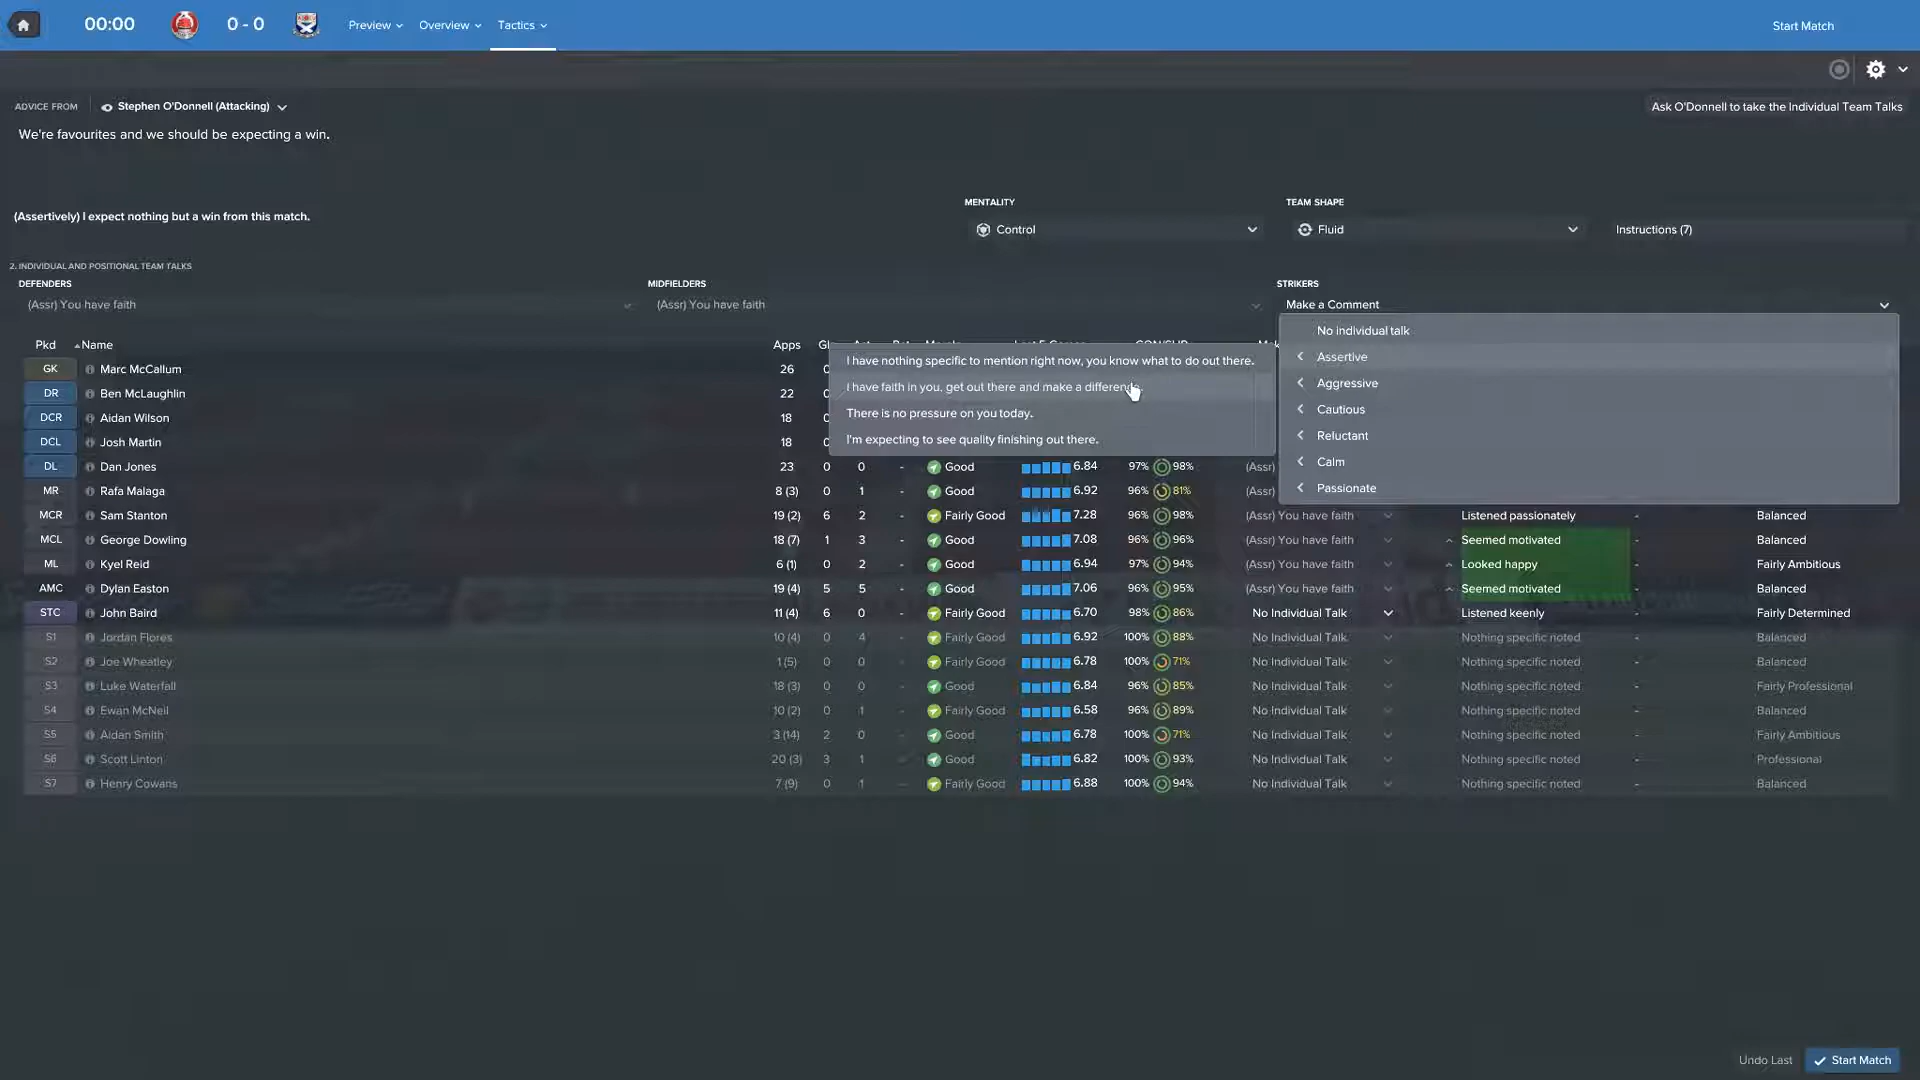 00:00 0 - 0 Preview Overview Tactics Start Match
ADVICE FROM Stephen O'Donnell (Attacking) Ask O'Donnell to take the Individual Team Talks
We're favourites and we should be expecting a win.
MENTALITY TEAM SHAPE
(Assertively) I expect nothing but a win from this match.
Control Fluid Instructions (7)
2. INDIVIDUAL AND POSITIONAL TEAM TALKS
DEFENDERS MIDFIELDERS STRIKERS
(Assr) You have faith (Assr) You have faith Make a Comment
No individual talk
Assertive
Aggressive
Cautious
Reluctant
Calm
Passionate
I have nothing specific to mention right now, you know what to do out there.
I have faith in you, get out there and make a difference.
There is no pressure on you today.
I'm expecting to see quality finishing out there.
Pkd Name Apps
GK Marc McCallum 26
DR Ben McLaughlin 22
DCR Aidan Wilson 18
DCL Josh Martin 18
DL Dan Jones 23 0 0 - Good 6.84 97% 98% (Assr)
MR Rafa Malaga 8 (3) 0 1 - Good 6.92 96% 81% (Assr)
MCR Sam Stanton 19 (2) 6 2 - Fairly Good 7.28 96% 98% (Assr) You have faith Listened passionately - Balanced
MCL George Dowling 18 (7) 1 3 - Good 7.08 96% 96% (Assr) You have faith Seemed motivated - Balanced
ML Kyel Reid 6 (1) 0 2 - Good 6.94 97% 94% (Assr) You have faith Looked happy - Fairly Ambitious
AMC Dylan Easton 19 (4) 5 5 - Good 7.06 96% 95% (Assr) You have faith Seemed motivated - Balanced
STC John Baird 11 (4) 6 0 - Fairly Good 6.70 98% 86% No Individual Talk Listened keenly - Fairly Determined
S1 Jordan Flores 10 (4) 0 4 - Fairly Good 6.92 100% 88% No Individual Talk Nothing specific noted - Balanced
S2 Joe Wheatley 1 (5) 0 0 - Fairly Good 6.78 100% 71% No Individual Talk Nothing specific noted - Balanced
S3 Luke Waterfall 18 (3) 0 0 - Good 6.84 96% 85% No Individual Talk Nothing specific noted - Fairly Professional
S4 Ewan McNeil 10 (2) 0 1 - Fairly Good 6.58 96% 89% No Individual Talk Nothing specific noted - Balanced
S5 Aidan Smith 3 (14) 2 0 - Good 6.78 100% 71% No Individual Talk Nothing specific noted - Fairly Ambitious
S6 Scott Linton 20 (3) 3 1 - Good 6.82 100% 93% No Individual Talk Nothing specific noted - Professional
S7 Henry Cowans 7 (9) 0 1 - Fairly Good 6.88 100% 94% No Individual Talk Nothing specific noted - Balanced
Undo Last Start Match